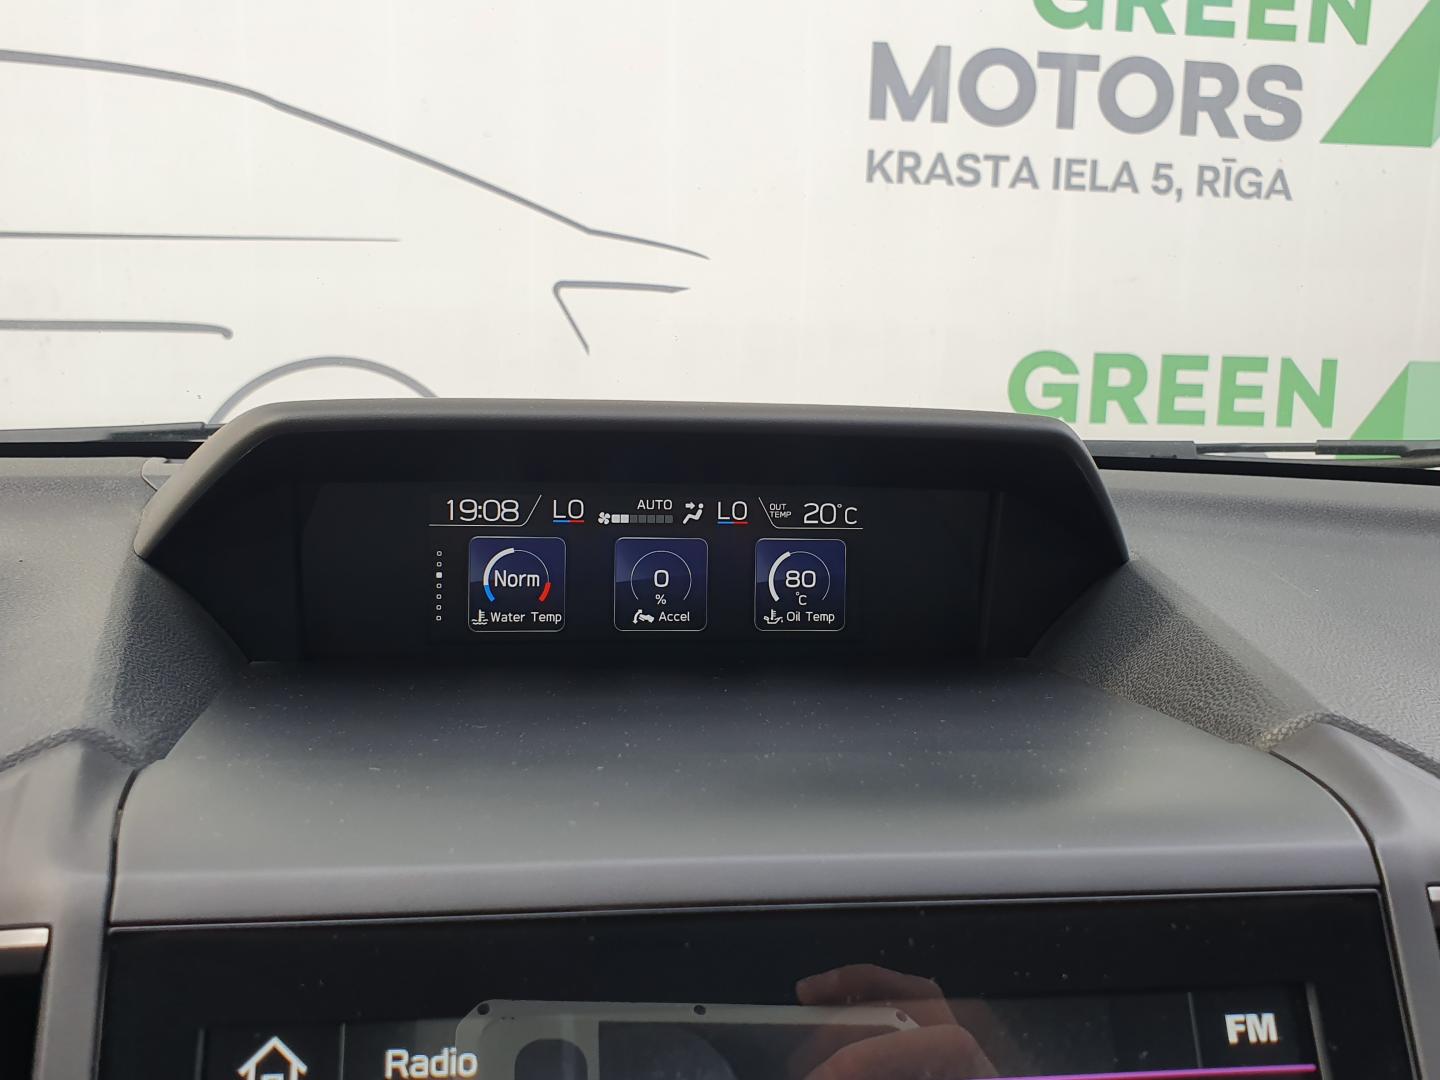 GREEN
MOTORS
KRASTA IELA 5, RĪGA
GREEN
19:08 LO AUTO LO OUT TEMP 20°C
Norm
Water Temp
0
%
Accel
80
°C
Oil Temp
Radio
FM